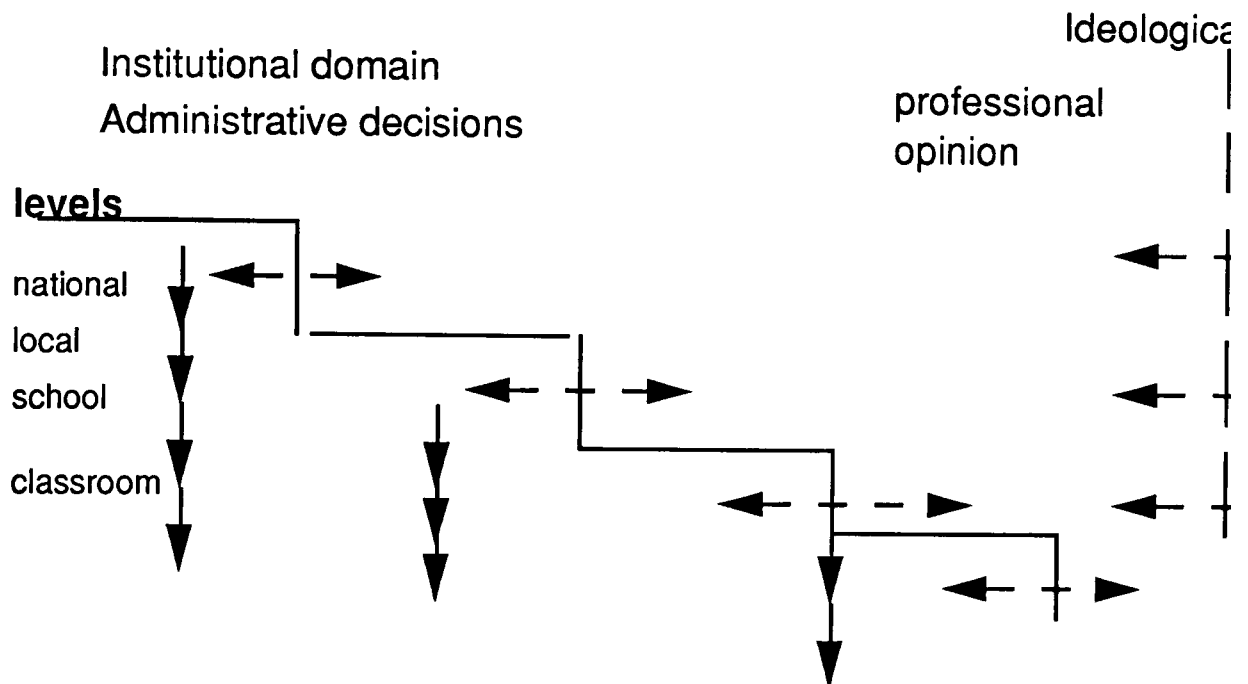 Ideologica
Institutional domain
Administrative decisions
professional
opinion
levels
national
local
school
classroom